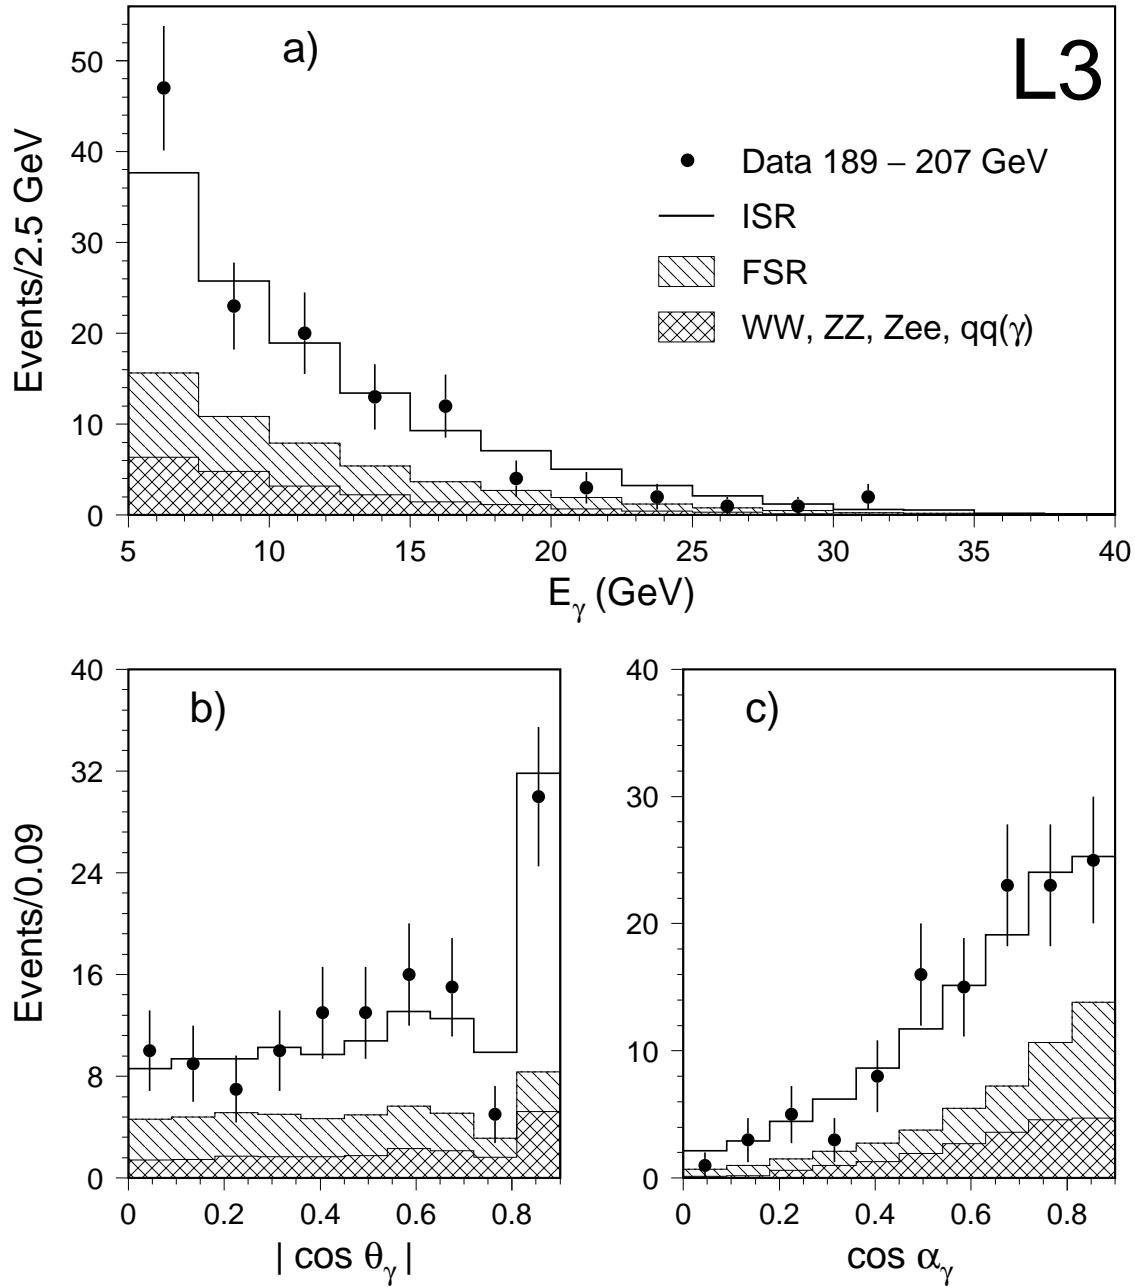 a)
L3
Data 189 – 207 GeV
ISR
FSR
WW, ZZ, Zee, qq(γ)
Events/2.5 GeV
50
40
30
20
10
0
5 10 15 20 25 30 35 40
E_γ (GeV)
b)
Events/0.09
40
32
24
16
8
0
0 0.2 0.4 0.6 0.8
| cos θ_γ |
c)
40
30
20
10
0
0 0.2 0.4 0.6 0.8
cos α_γ